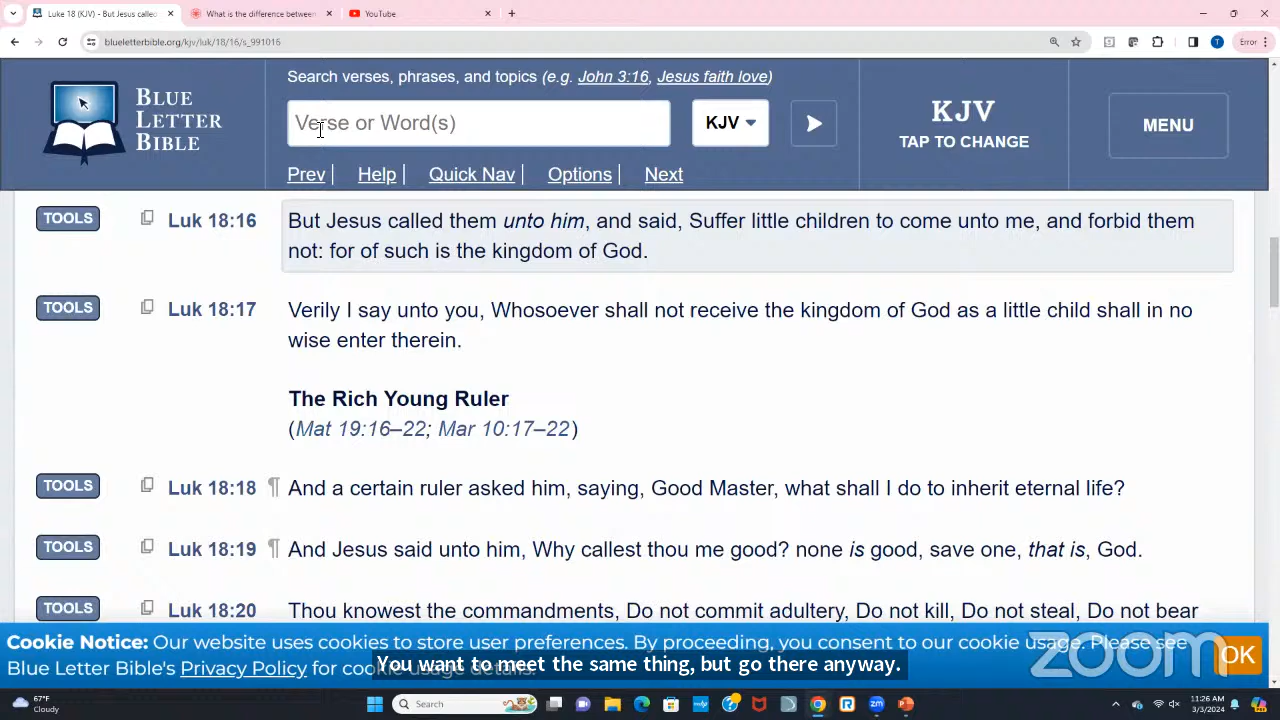 Luke 18 (KJV) - But Jesus called
What is the difference between
YouTube
blueletterbible.org/kjv/luk/18/16/s_991016
Error
BLUE
LETTER
BIBLE
Search verses, phrases, and topics (e.g. John 3:16, Jesus faith love)
Verse or Word(s)
KJV
Prev | Help | Quick Nav | Options | Next
KJV
TAP TO CHANGE
MENU
TOOLS Luk 18:16 But Jesus called them unto him, and said, Suffer little children to come unto me, and forbid them
not: for of such is the kingdom of God.
TOOLS Luk 18:17 Verily I say unto you, Whosoever shall not receive the kingdom of God as a little child shall in no
wise enter therein.
The Rich Young Ruler
(Mat 19:16–22; Mar 10:17–22)
TOOLS Luk 18:18 ¶ And a certain ruler asked him, saying, Good Master, what shall I do to inherit eternal life?
TOOLS Luk 18:19 ¶ And Jesus said unto him, Why callest thou me good? none is good, save one, that is, God.
TOOLS Luk 18:20 Thou knowest the commandments, Do not commit adultery, Do not kill, Do not steal, Do not bear
Cookie Notice: Our website uses cookies to store user preferences. By proceeding, you consent to our cookie usage. Please see
Blue Letter Bible's Privacy Policy for cookie usage details.
OK
zoom
You want to meet the same thing, but go there anyway.
67°F
Cloudy
Search
11:26 AM
3/3/2024